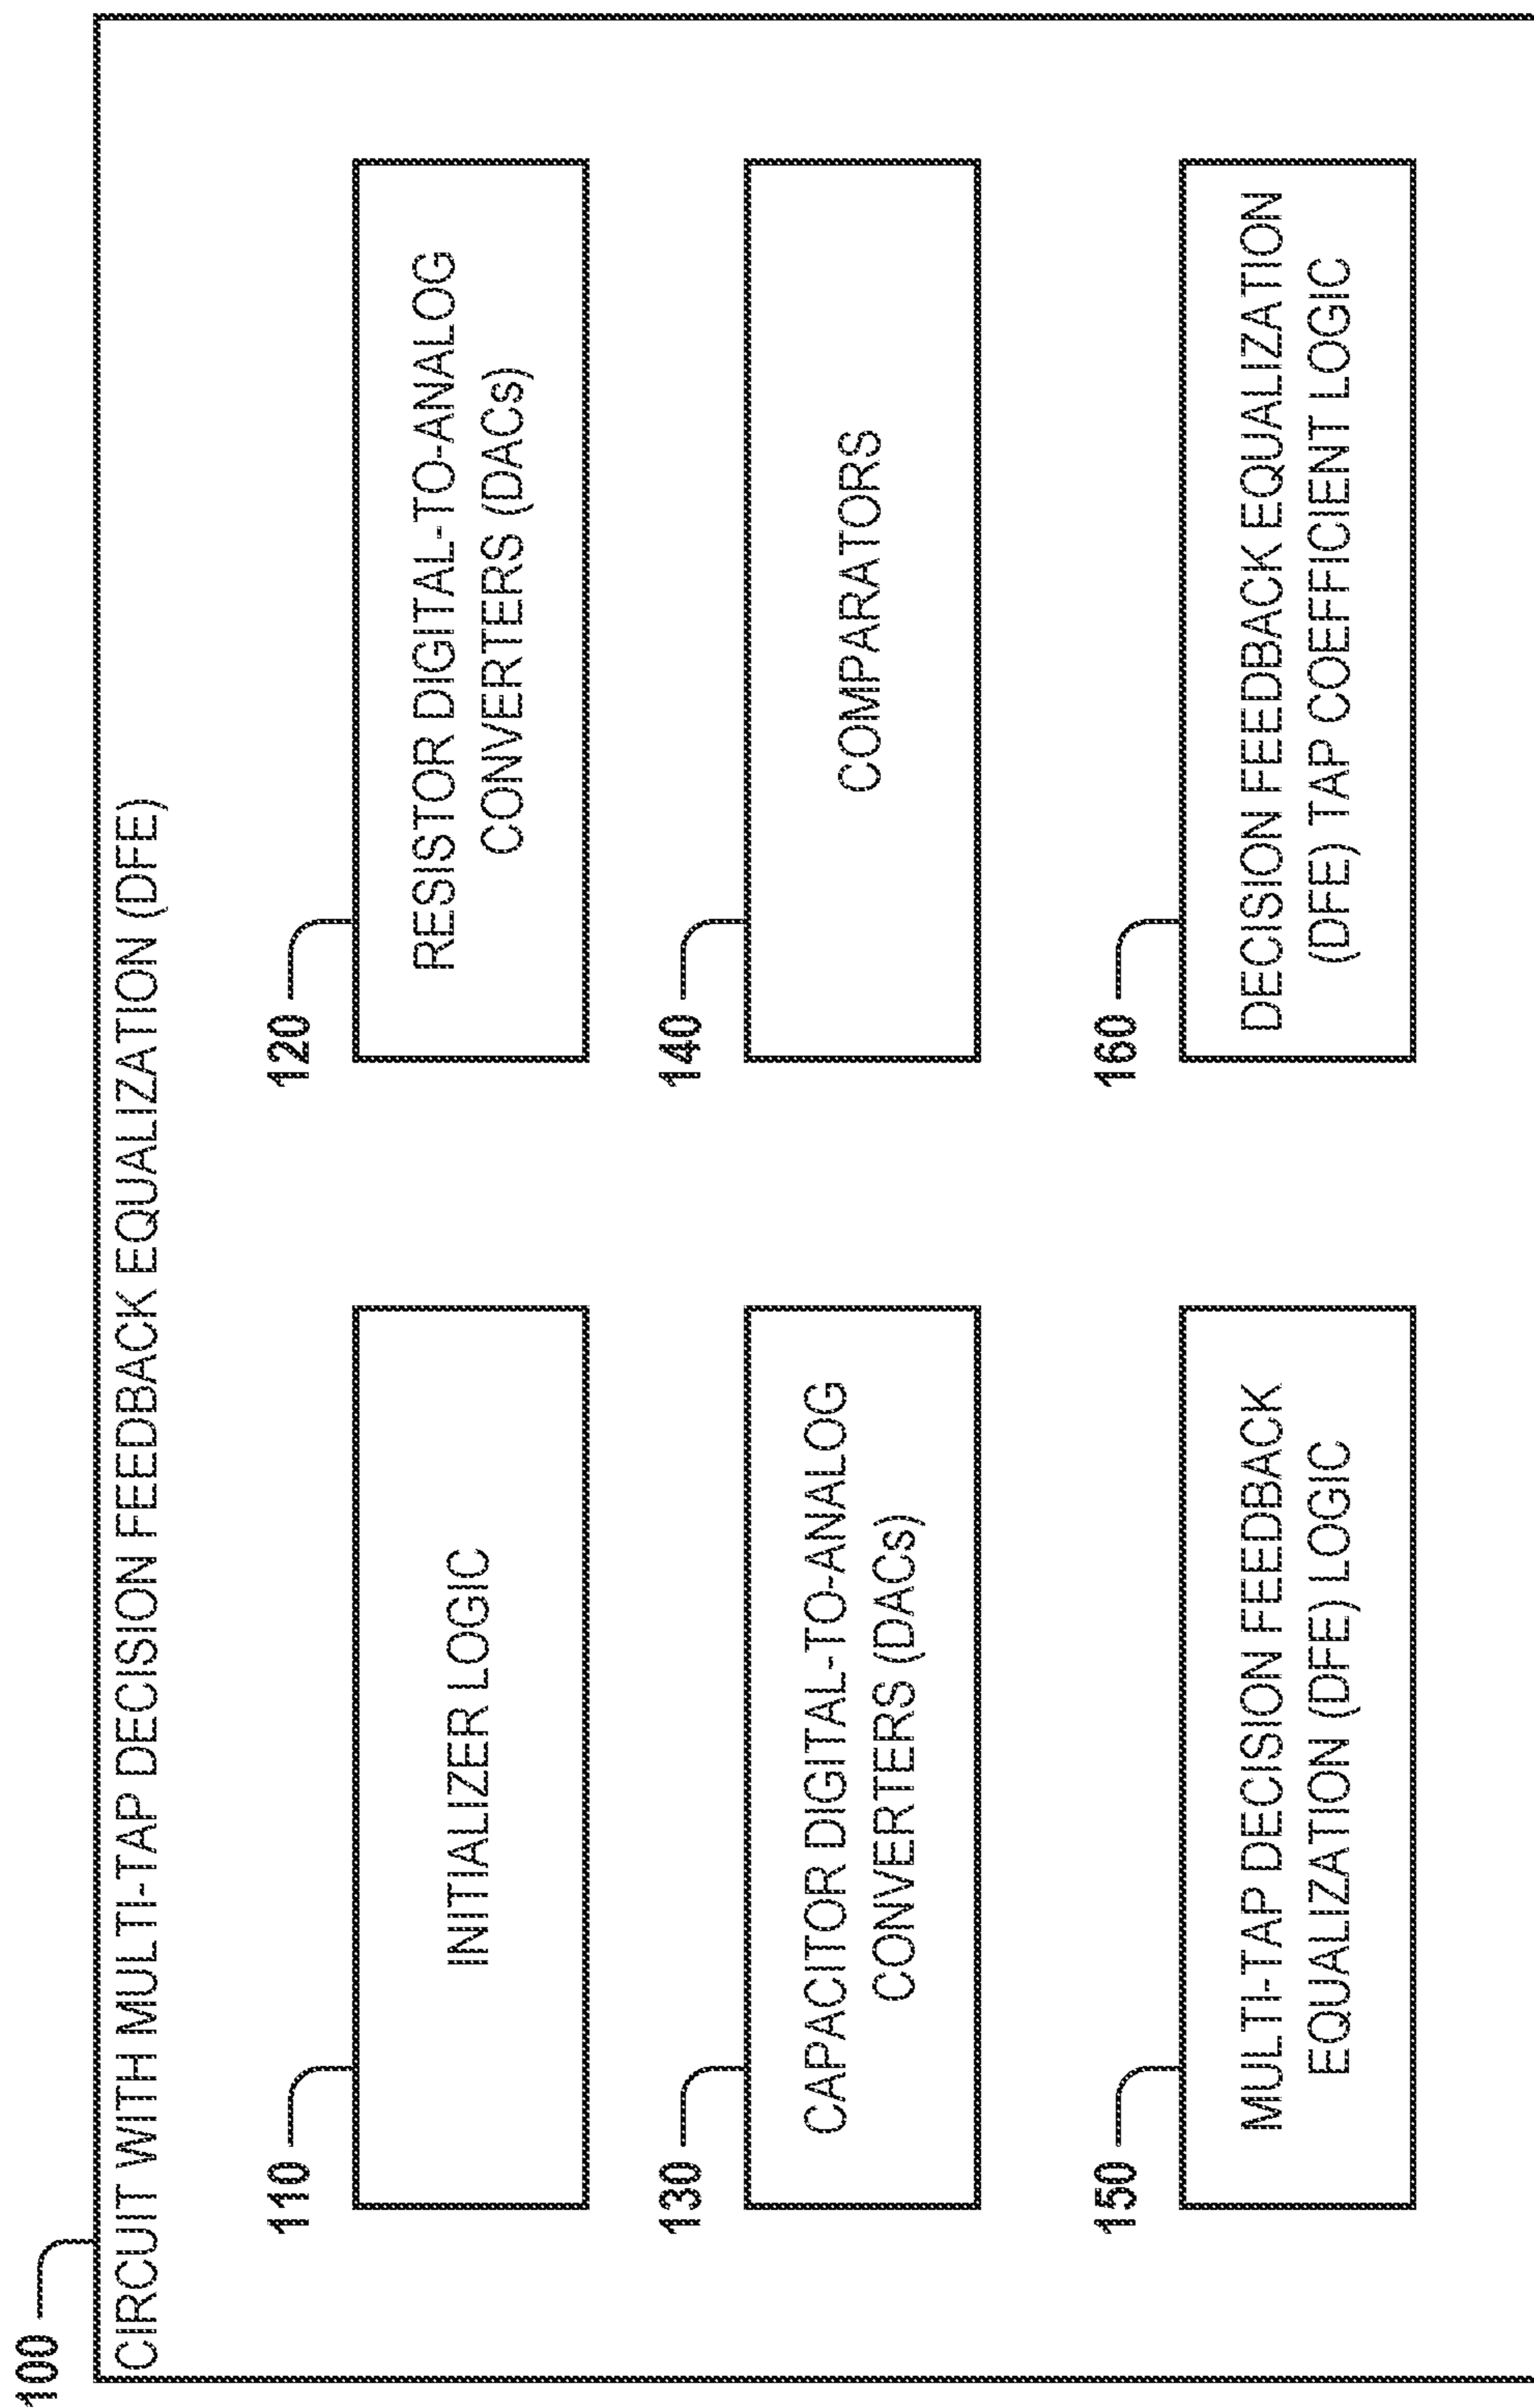 100
CIRCUIT WITH MULTI-TAP DECISION FEEDBACK EQUALIZATION (DFE)
110
INITIALIZER LOGIC
120
RESISTOR DIGITAL-TO-ANALOG
CONVERTERS (DACs)
130
CAPACITOR DIGITAL-TO-ANALOG
CONVERTERS (DACs)
140
COMPARATORS
150
MULTI-TAP DECISION FEEDBACK
EQUALIZATION (DFE) LOGIC
160
DECISION FEEDBACK EQUALIZATION
(DFE) TAP COEFFICIENT LOGIC